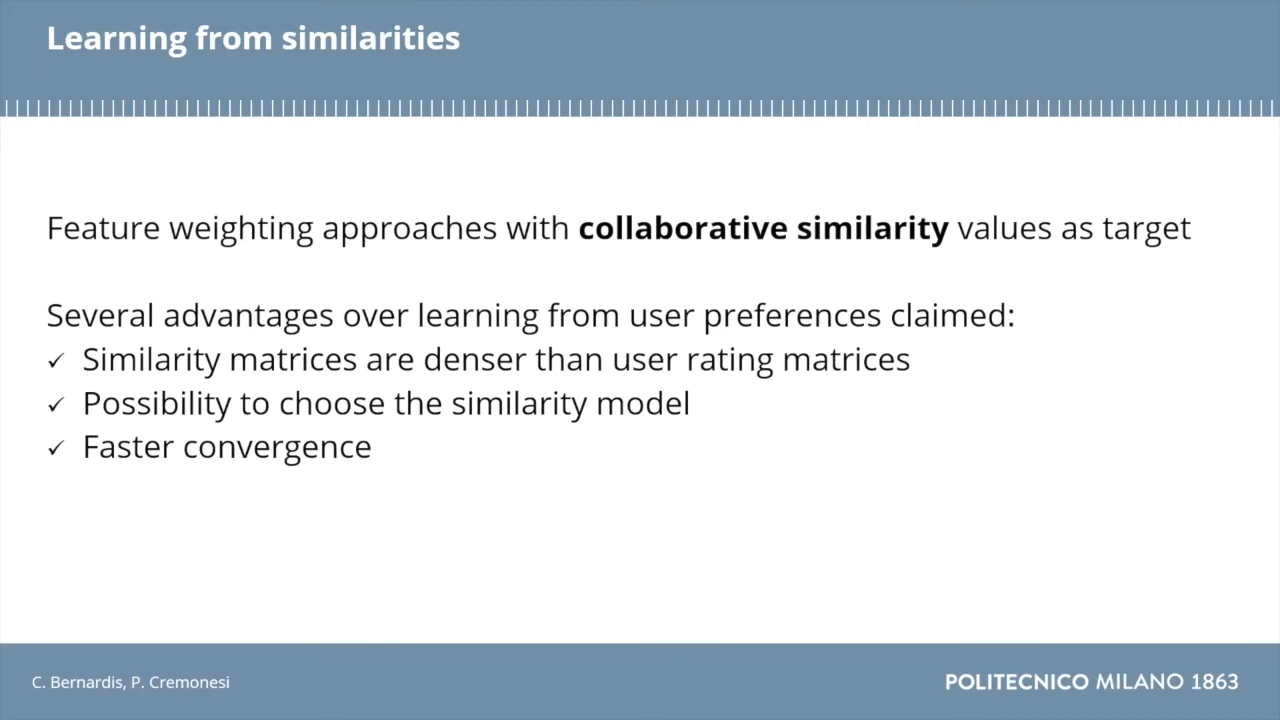 Learning from similarities
Feature weighting approaches with collaborative similarity values as target
Several advantages over learning from user preferences claimed:
✓ Similarity matrices are denser than user rating matrices
✓ Possibility to choose the similarity model
✓ Faster convergence
C. Bernardis, P. Cremonesi
POLITECNICO MILANO 1863